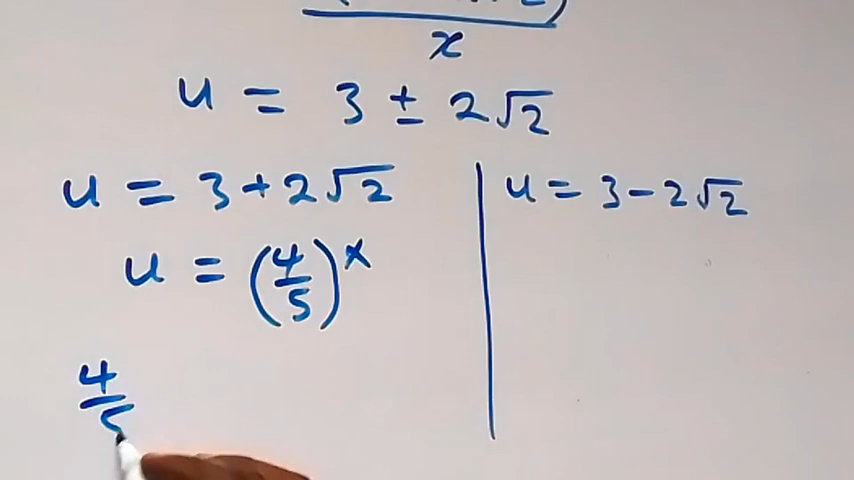 x
u = 3 ± 2√2
u = 3 + 2√2
u = (4/5)^x
4/5
u = 3 - 2√2